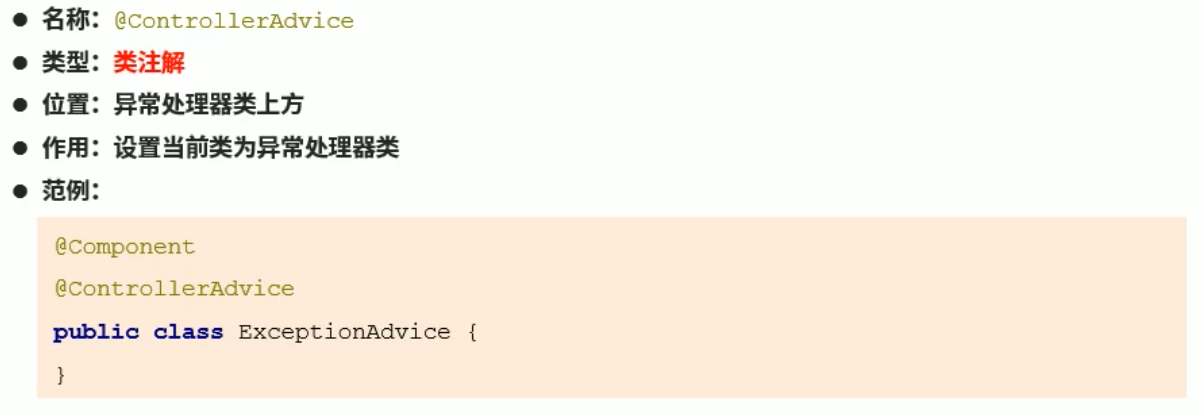 ● 名称：@ControllerAdvice
● 类型：类注解
● 位置：异常处理器类上方
● 作用：设置当前类为异常处理器类
● 范例：
@Component
@ControllerAdvice
public class ExceptionAdvice {
}